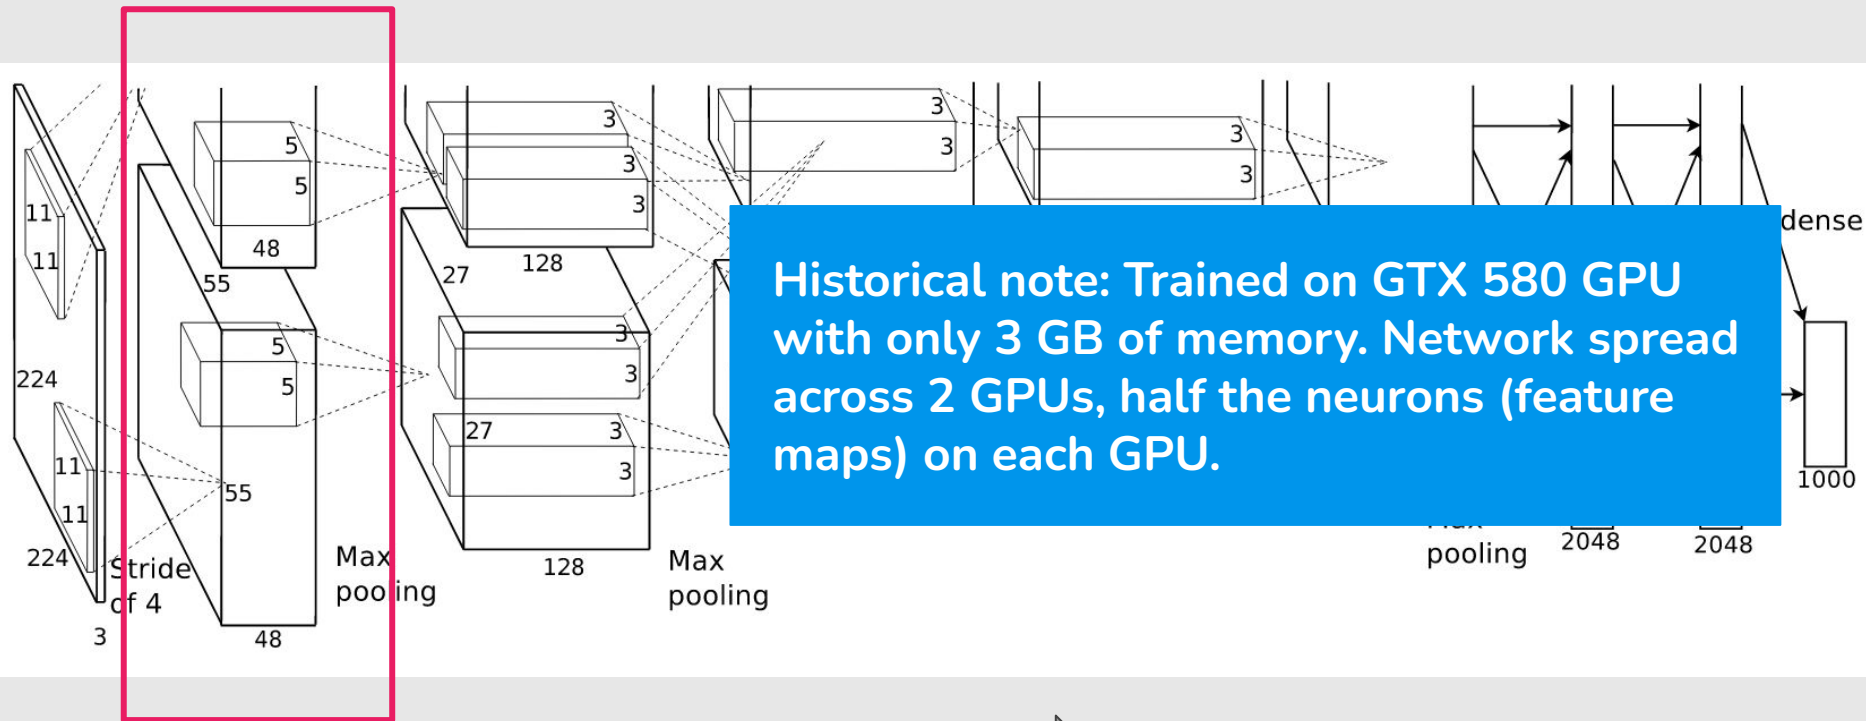 5
5
48
55
5
5
55
48
11
11
224
11
11
224
3
Stride
of 4
Max
pooling
3
3
3
128
27
3
3
27
3
3
128
Max
pooling
3
3
3
3
Historical note: Trained on GTX 580 GPU
with only 3 GB of memory. Network spread
across 2 GPUs, half the neurons (feature
maps) on each GPU.
pooling
2048
2048
dense
1000